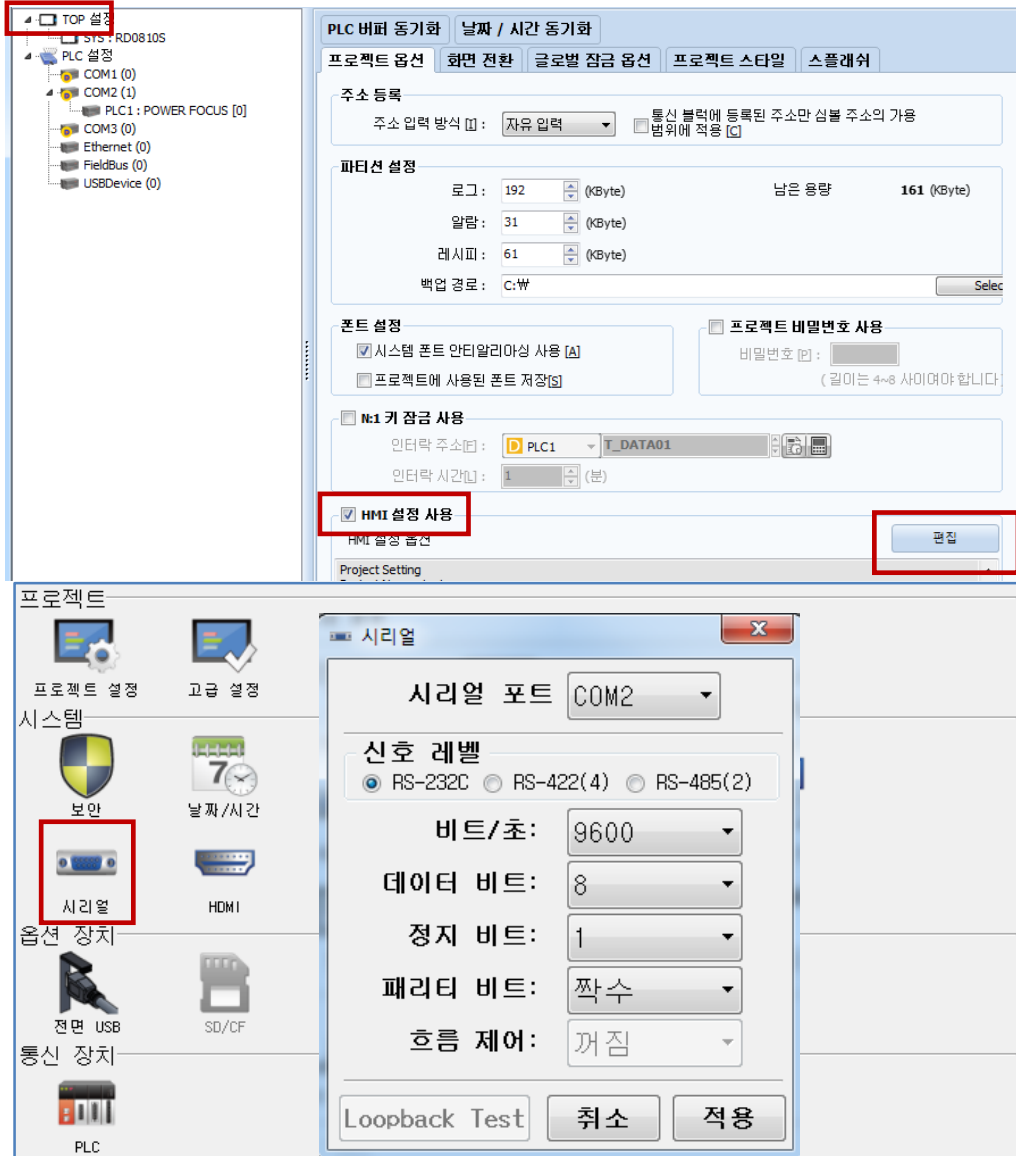 TOP 설정
SYS : RD0810S
PLC 설정
COM1 (0)
COM2 (1)
PLC1 : POWER FOCUS [0]
COM3 (0)
Ethernet (0)
FieldBus (0)
USBDevice (0)
PLC 버퍼 동기화 날짜 / 시간 동기화
프로젝트 옵션 화면 전환 글로벌 잠금 옵션 프로젝트 스타일 스플래쉬
주소 등록
주소 입력 방식 [I] : 자유 입력
통신 블럭에 등록된 주소만 심볼 주소의 가용
범위에 적용 [C]
파티션 설정
로그 : 192 (KByte) 남은 용량 161 (KByte)
알람 : 31 (KByte)
레시피 : 61 (KByte)
백업 경로 : C:₩ Selec
폰트 설정
시스템 폰트 안티알리아싱 사용 [A]
프로젝트에 사용된 폰트 저장[S]
프로젝트 비밀번호 사용
비밀번호 [P] :
( 길이는 4~8 사이여야 합니다
N:1 키 잠금 사용
인터락 주소[F] : D PLC1 T_DATA01
인터락 시간[L] : 1 (분)
HMI 설정 사용
HMI 설정 옵션 편집
Project Setting
프로젝트
프로젝트 설정 고급 설정
시스템
보안 날짜/시간
시리얼 HDMI
옵션 장치
전면 USB SD/CF
통신 장치
PLC
시리얼
시리얼 포트 COM2
신호 레벨
RS-232C RS-422(4) RS-485(2)
비트/초: 9600
데이터 비트: 8
정지 비트: 1
패리티 비트: 짝수
흐름 제어: 꺼짐
Loopback Test 취소 적용